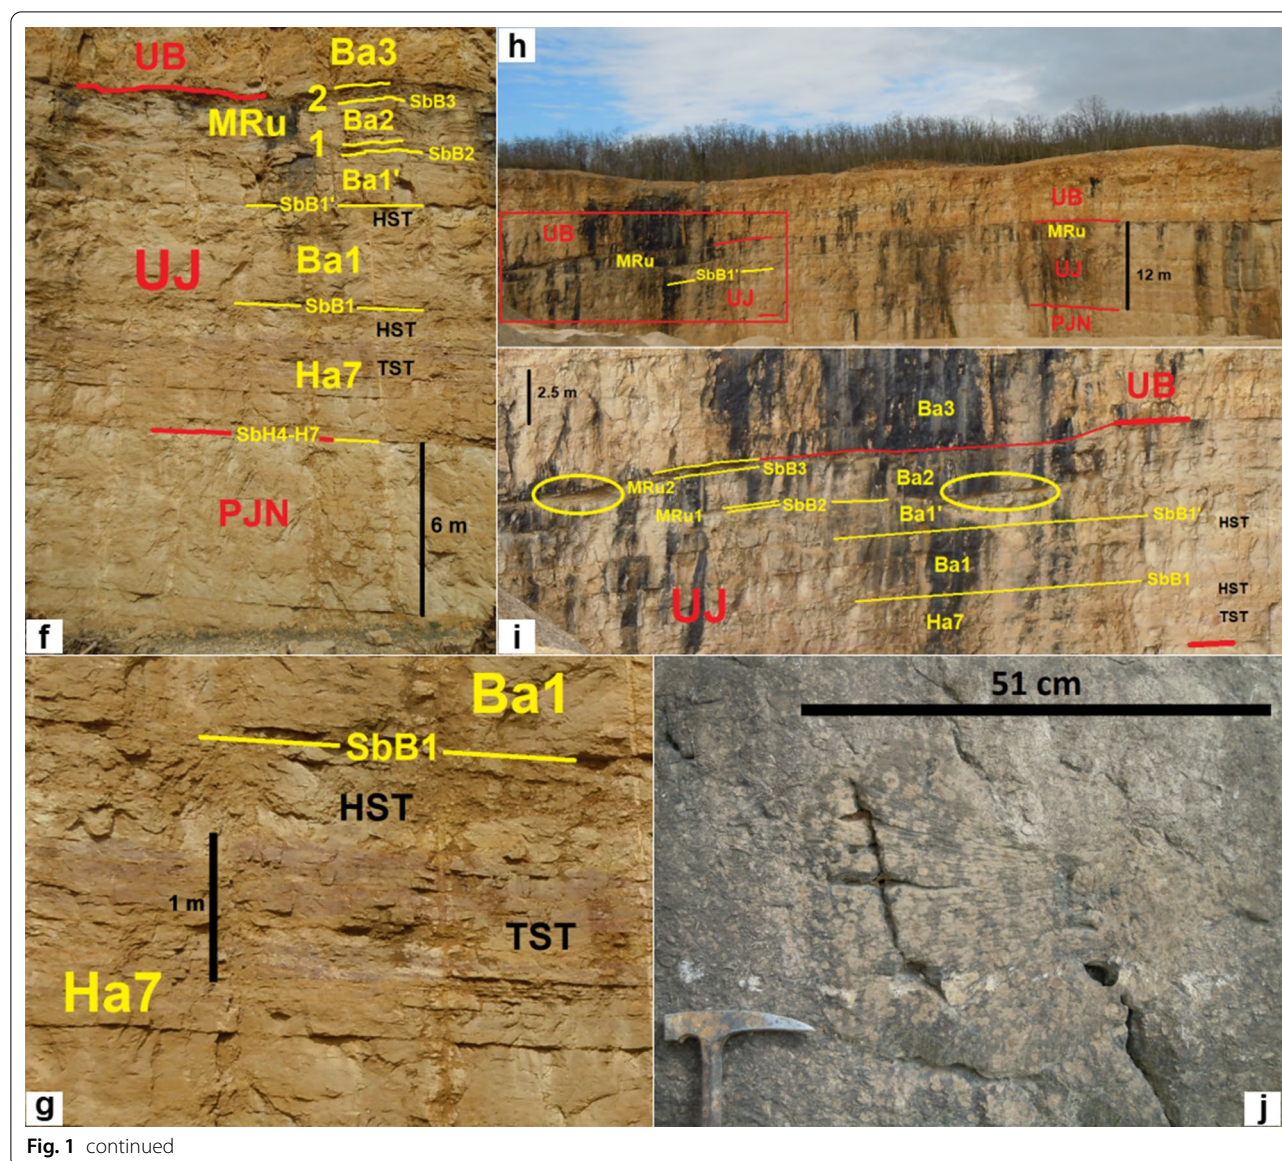 UB
Ba3
2
SbB3
MRu
Ba2
1
SbB2
Ba1'
SbB1'
HST
UJ
Ba1
SbB1
HST
Ha7
TST
SbH4-H7
PJN
6 m
f
h
UB
UB
MRu
MRu
SbB1'
UJ
12 m
UJ
PJN
2.5 m
UB
Ba3
SbB3
Ba2
MRu2
SbB2
MRu1
Ba1'
SbB1'
HST
Ba1
SbB1
UJ
HST
Ha7
TST
i
Ba1
SbB1
HST
1 m
TST
Ha7
g
51 cm
j
Fig. 1 continued